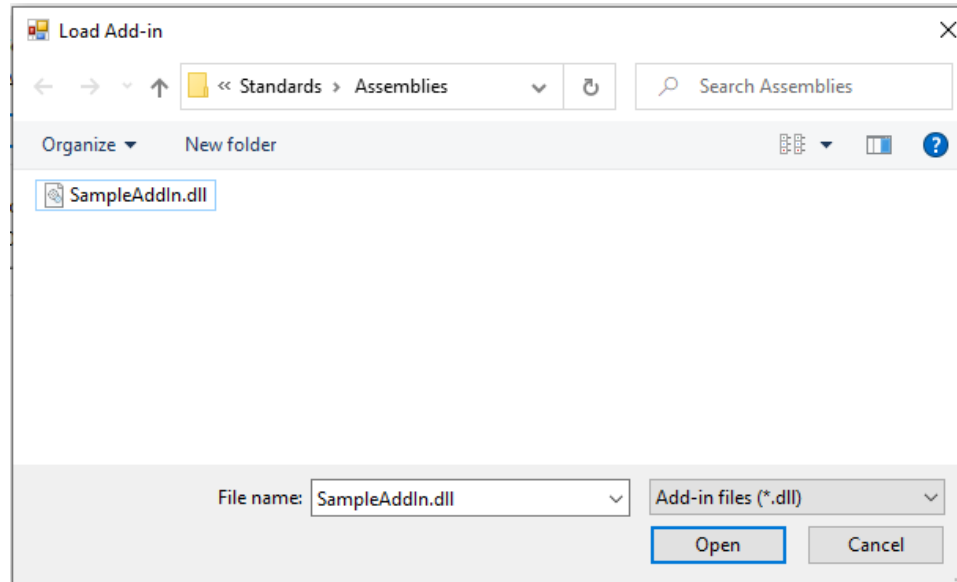 Load Add-in
« Standards › Assemblies
Search Assemblies
Organize
New folder
SampleAddIn.dll
File name: SampleAddIn.dll
Add-in files (*.dll)
Open
Cancel